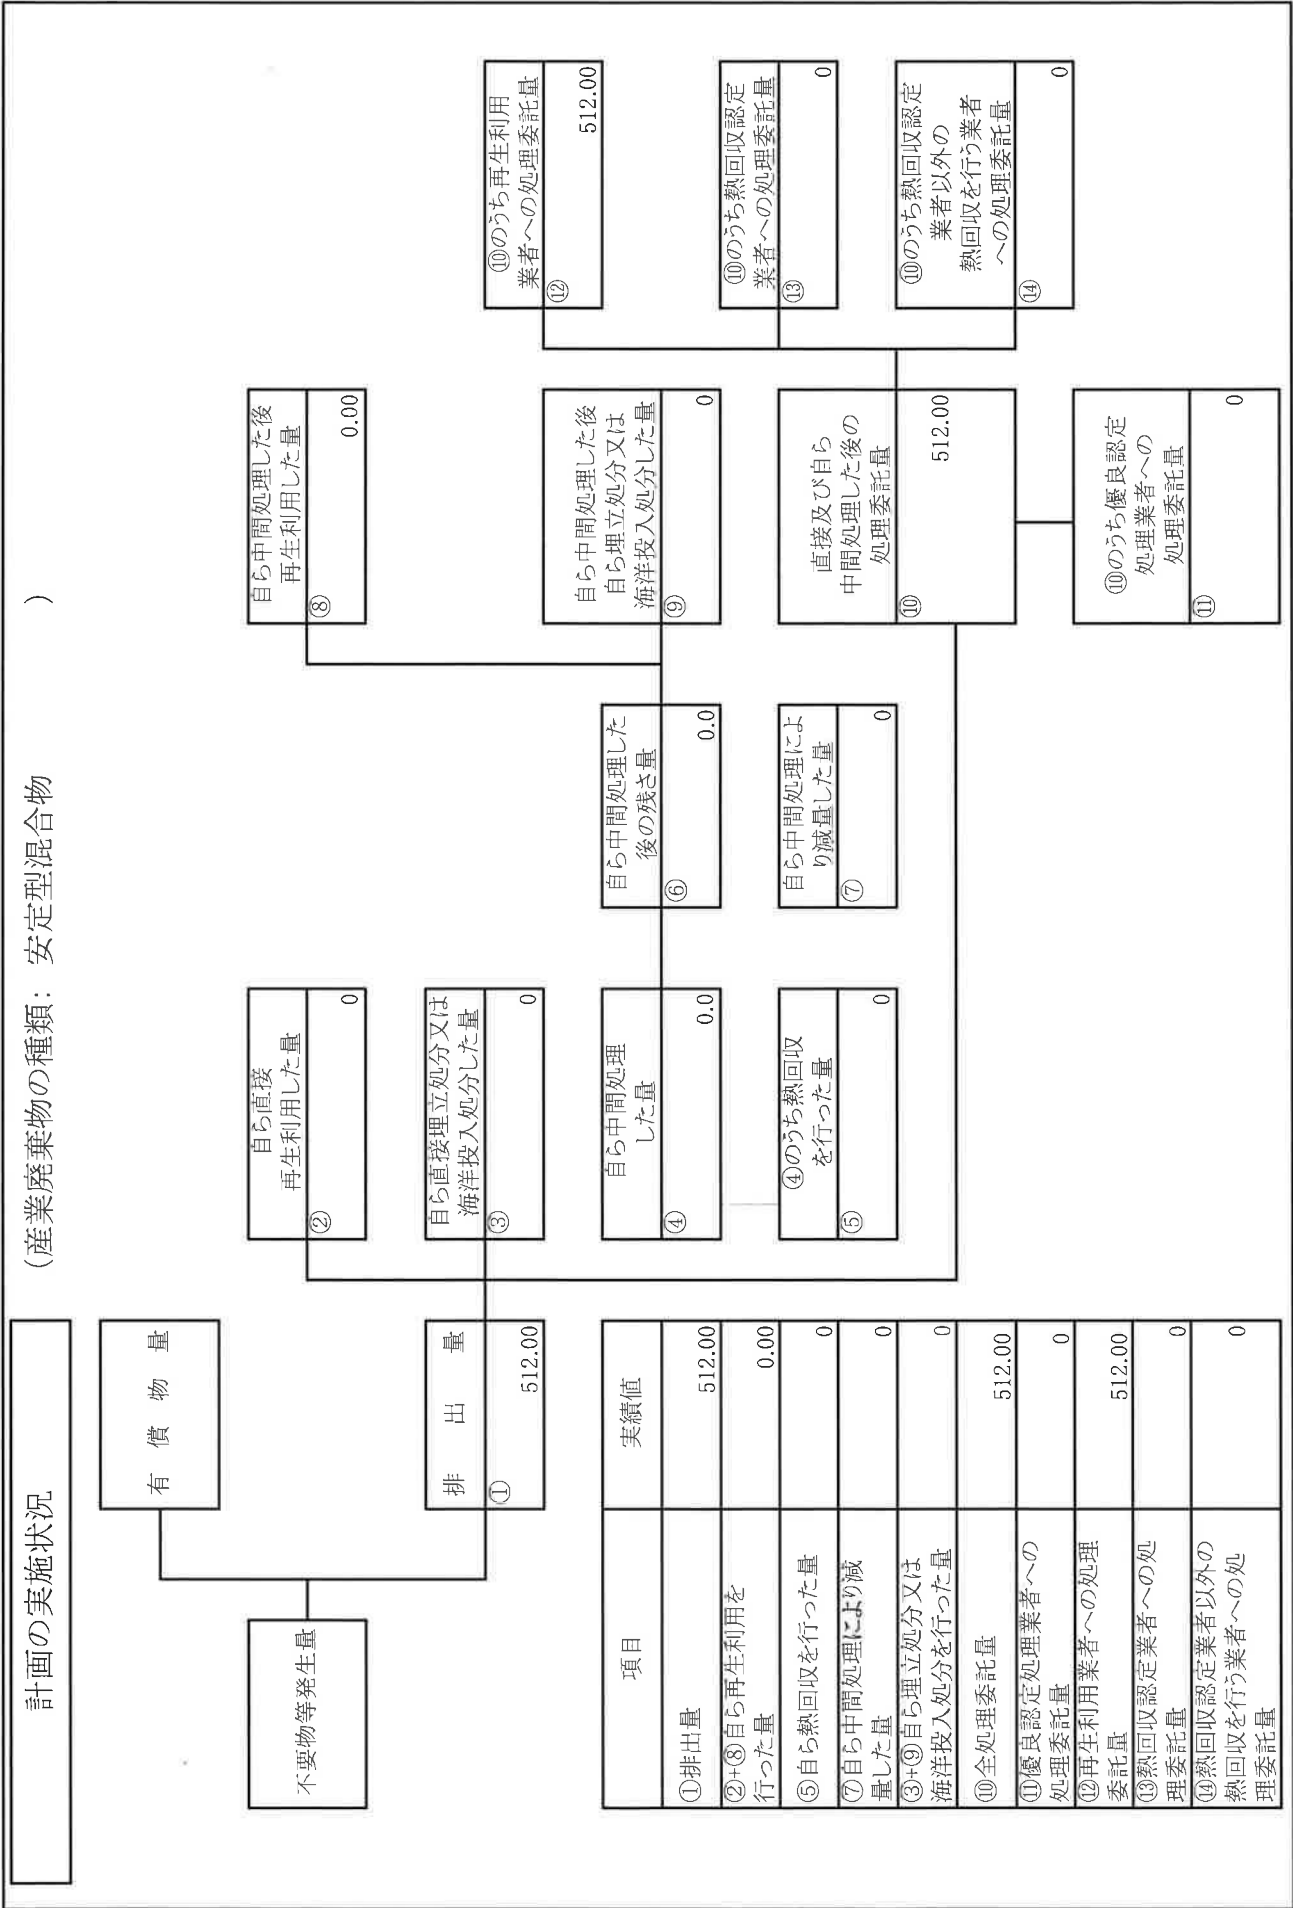 計画の実施状況
（産業廃棄物の種類： 安定型混合物 ）
不要物等発生量
有 償 物 量
排 出 量
① 512.00
自ら直接
再生利用した量
② 0
自ら直接埋立処分又は
海洋投入処分した量
③ 0
自ら中間処理
した量
④ 0.0
④のうち熱回収
を行った量
⑤ 0
自ら中間処理した
後の残さ量
⑥ 0.0
自ら中間処理によ
り減量した量
⑦ 0
自ら中間処理した後
再生利用した量
⑧ 0.00
自ら中間処理した後
自ら埋立処分又は
海洋投入処分した量
⑨ 0
直接及び自ら
中間処理した後の
処理委託量
⑩ 512.00
⑩のうち優良認定
処理業者への
処理委託量
⑪ 0
⑩のうち再生利用
業者への処理委託量
⑫ 512.00
⑩のうち熱回収認定
業者への処理委託量
⑬ 0
⑩のうち熱回収認定
業者以外の
熱回収を行う業者
への処理委託量
⑭ 0
項目 実績値
①排出量 512.00
②+⑧自ら再生利用を
行った量 0.00
⑤自ら熱回収を行った量 0
⑦自ら中間処理により減
量した量 0
③+⑨自ら埋立処分又は
海洋投入処分を行った量 0
⑩全処理委託量 512.00
⑪優良認定処理業者への
処理委託量 0
⑫再生利用業者への処理
委託量 512.00
⑬熱回収認定業者への処
理委託量 0
⑭熱回収認定業者以外の
熱回収を行う業者への処
理委託量 0